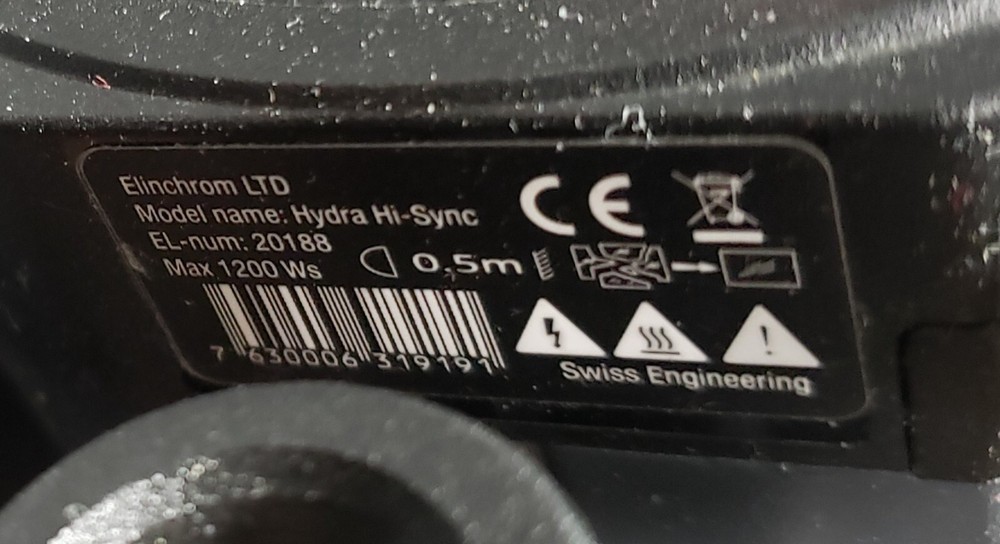 Elinchrom LTD
Model name: Hydra Hi-Sync
EL-num: 20188
Max 1200 Ws
0.5m
CE
7 630006 319191
!
Swiss Engineering